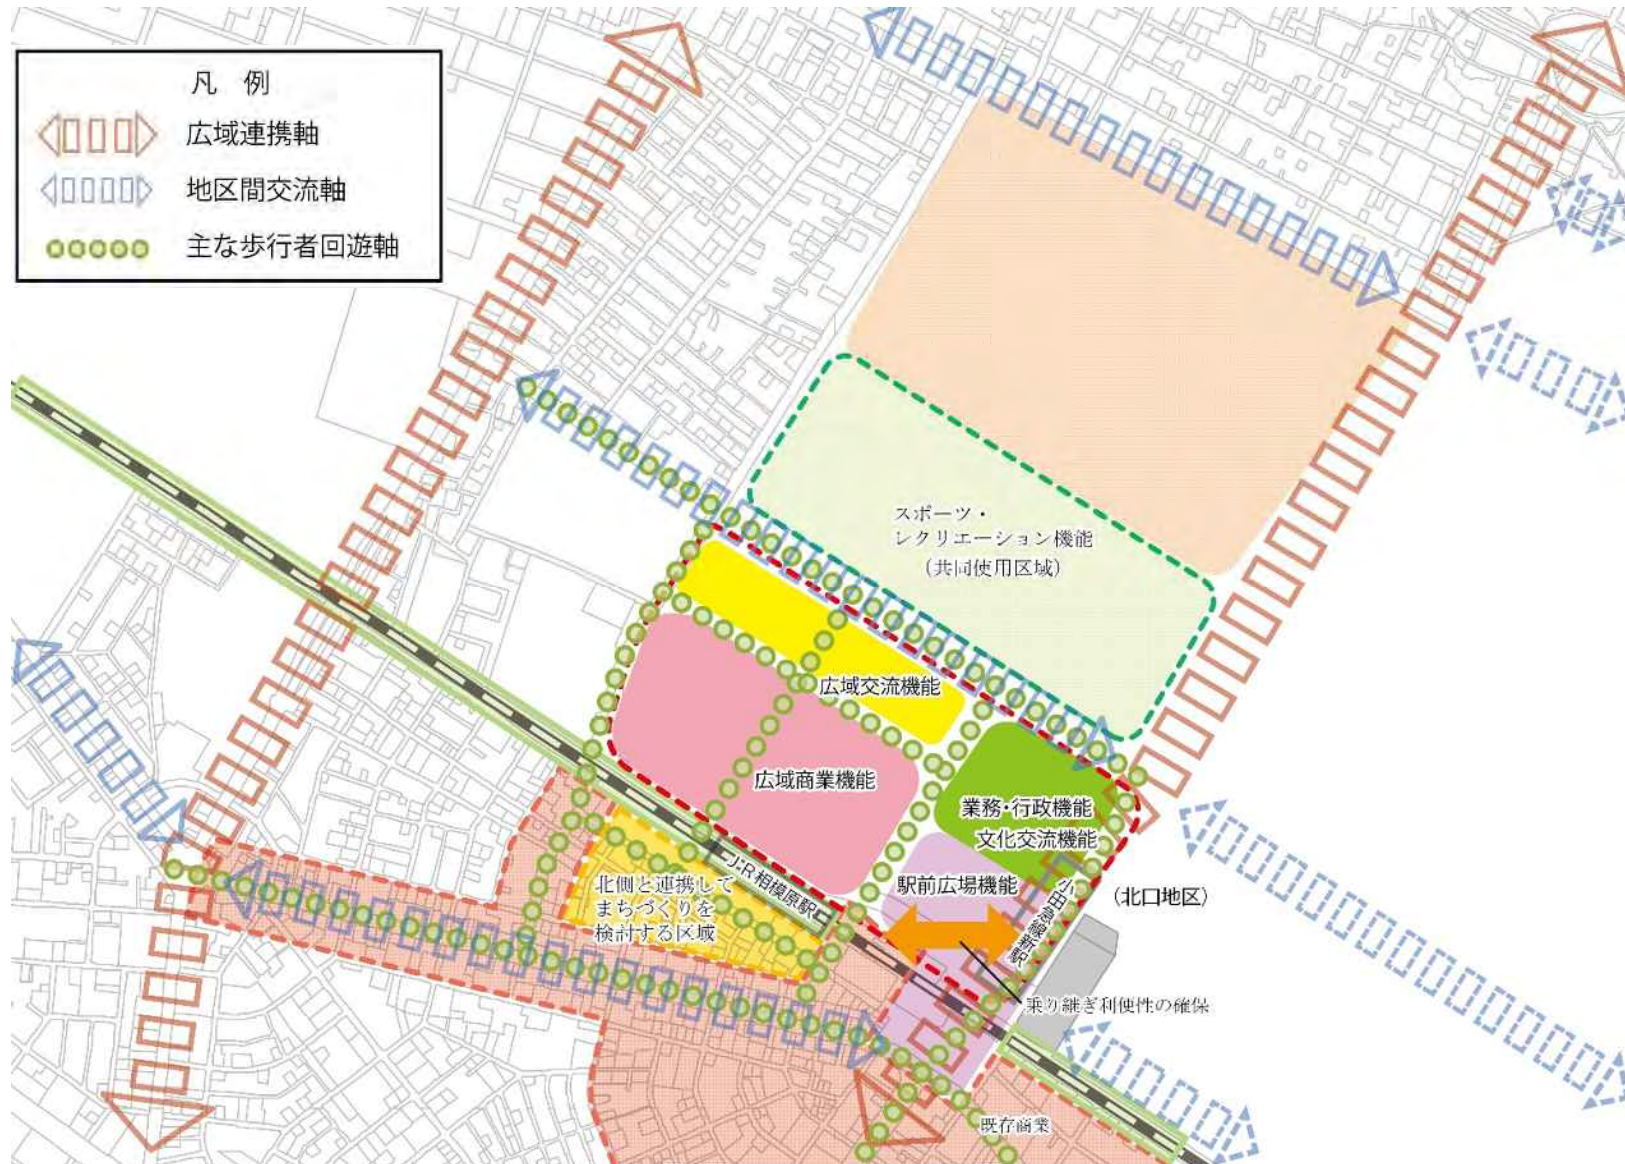 凡 例
広域連携軸
地区間交流軸
主な歩行者回遊軸
スポーツ・
レクリエーション機能
（共同使用区域）
広域交流機能
広域商業機能
業務・行政機能
文化交流機能
駅前広場機能
（北口地区）
小田急線新駅
JR相模原駅
北側と連携して
まちづくりを
検討する区域
乗り継ぎ利便性の確保
既存商業